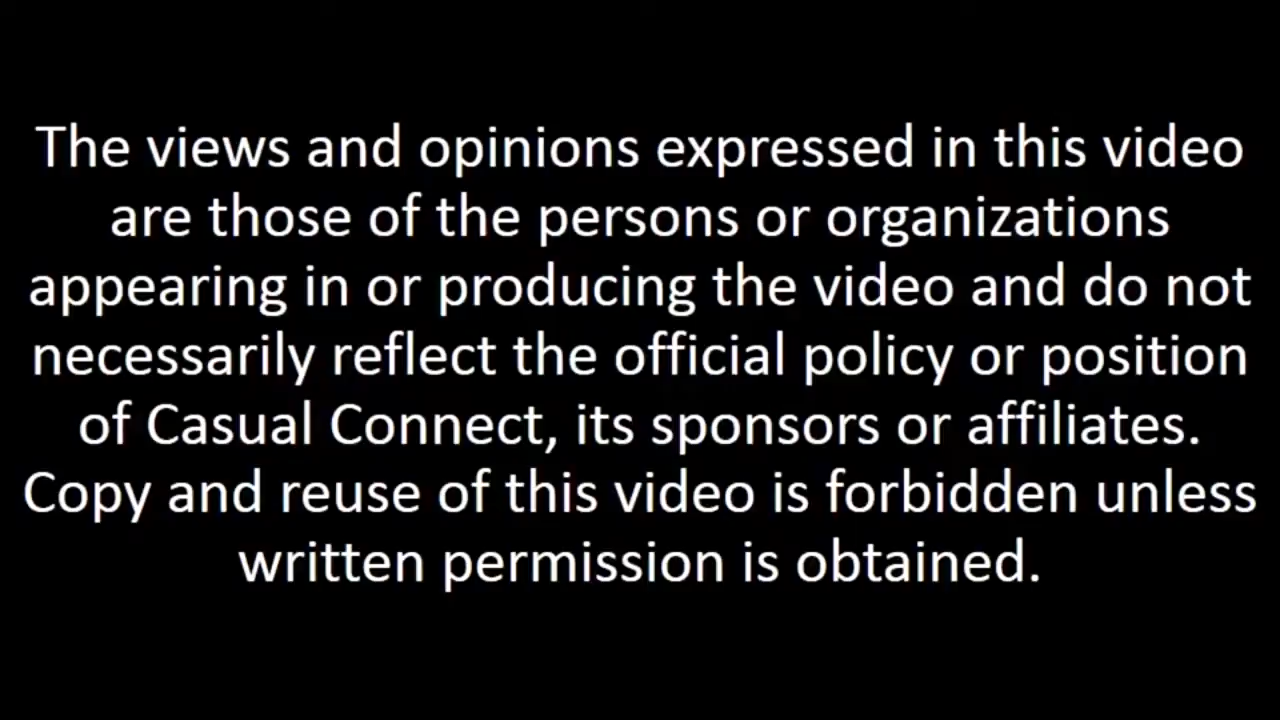 The views and opinions expressed in this video
are those of the persons or organizations
appearing in or producing the video and do not
necessarily reflect the official policy or position
of Casual Connect, its sponsors or affiliates.
Copy and reuse of this video is forbidden unless
written permission is obtained.